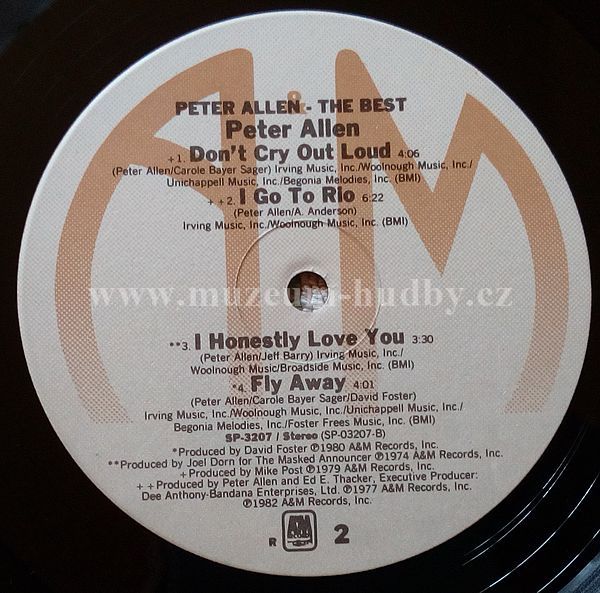 &
PETER ALLEN - THE BEST
Peter Allen
+1. Don't Cry Out Loud 4:06
(Peter Allen/Carole Bayer Sager) Irving Music, Inc./Woolnough Music, Inc./
Unichappell Music, Inc./Begonia Melodies, Inc. (BMI)
++2. I Go To Rio 6:22
(Peter Allen/A. Anderson)
Irving Music, Inc./Woolnough Music, Inc. (BMI)
www.muzeum-hudby.cz
**3. I Honestly Love You 3:30
(Peter Allen/Jeff Barry) Irving Music, Inc./
Woolnough Music/Broadside Music, Inc. (BMI)
*4. Fly Away 4:01
(Peter Allen/Carole Bayer Sager/David Foster)
Irving Music, Inc./Woolnough Music, Inc./Unichappell Music, Inc./
Begonia Melodies, Inc./Foster Frees Music, Inc. (BMI)
SP-3207 / Stereo (SP-03207-B)
*Produced by David Foster ℗1980 A&M Records, Inc.
**Produced by Joel Dorn for The Masked Announcer ℗1974 A&M Records, Inc.
+Produced by Mike Post ℗1979 A&M Records, Inc.
++Produced by Peter Allen and Ed E. Thacker, Executive Producer:
Dee Anthony-Bandana Enterprises, Ltd. ℗1977 A&M Records, Inc.
℗1982 A&M Records, Inc.
R A&M RECORDS 2